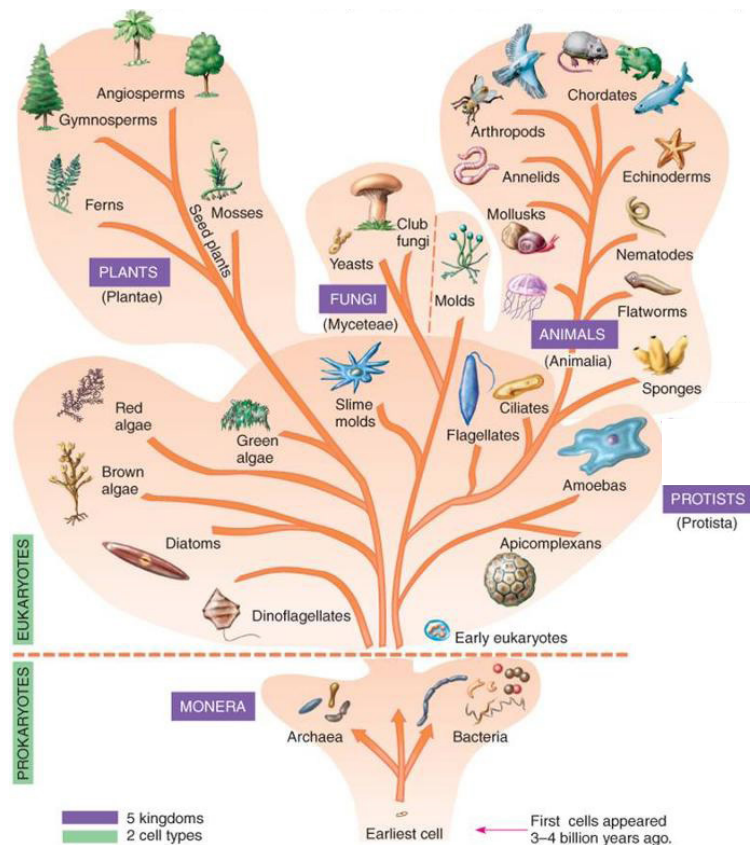 Angiosperms
Gymnosperms
Ferns
Mosses
Seed plants
PLANTS
(Plantae)
Club
fungi
Yeasts
FUNGI
(Myceteae)
Molds
Chordates
Arthropods
Annelids
Echinoderms
Mollusks
Nematodes
ANIMALS
(Animalia)
Flatworms
Sponges
Red
algae
Green
algae
Brown
algae
Diatoms
Dinoflagellates
Slime
molds
Flagellates
Ciliates
Amoebas
Apicomplexans
PROTISTS
(Protista)
Early eukaryotes
EUKARYOTES
PROKARYOTES
MONERA
Archaea
Bacteria
Earliest cell
5 kingdoms
2 cell types
First cells appeared
3–4 billion years ago.